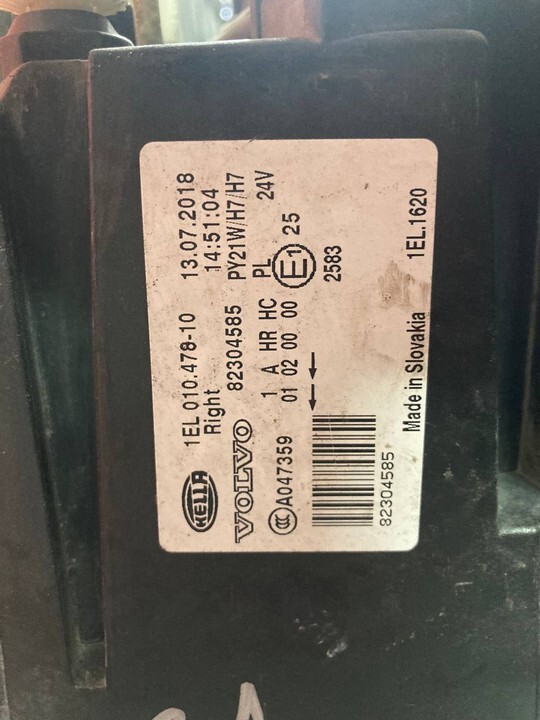 HELLA
1EL 010.478-10 13.07.2018
Right 14:51:04
VOLVO 82304585 PY21W/H7/H7
CCC A047359 1 A HR HC PL 24V
01 02 00 00 E1 25
2583
82304585
Made in Slovakia 1EL.1620